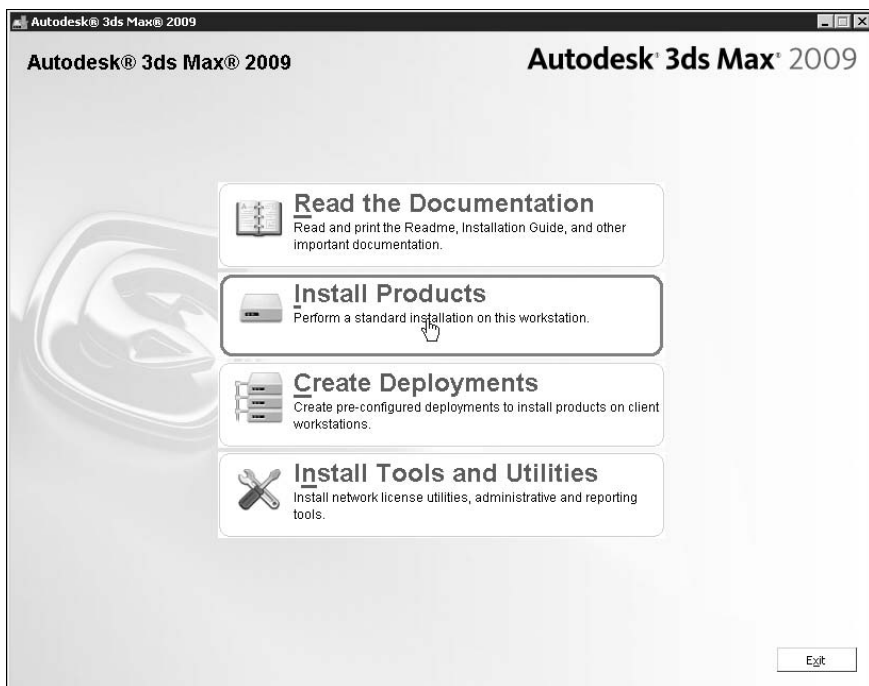 Autodesk® 3ds Max® 2009
Autodesk® 3ds Max® 2009
Autodesk® 3ds Max® 2009
Read the Documentation
Read and print the Readme, Installation Guide, and other
important documentation.
Install Products
Perform a standard installation on this workstation.
Create Deployments
Create pre-configured deployments to install products on client
workstations.
Install Tools and Utilities
Install network license utilities, administrative and reporting
tools.
Exit